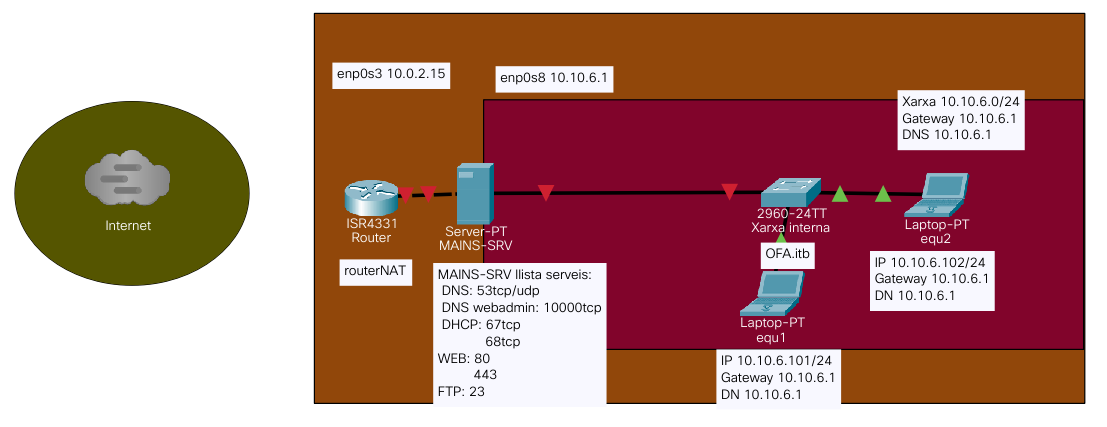 enp0s3 10.0.2.15
enp0s8 10.10.6.1
Xarxa 10.10.6.0/24
Gateway 10.10.6.1
DNS 10.10.6.1
Internet
ISR4331
Router
routerNAT
Server-PT
MAINS-SRV
2960-24TT
Xarxa interna
OFA.itb
Laptop-PT
equ2
IP 10.10.6.102/24
Gateway 10.10.6.1
DN 10.10.6.1
MAINS-SRV llista serveis:
DNS: 53tcp/udp
DNS webadmin: 10000tcp
DHCP: 67tcp
68tcp
WEB: 80
443
FTP: 23
Laptop-PT
equ1
IP 10.10.6.101/24
Gateway 10.10.6.1
DN 10.10.6.1